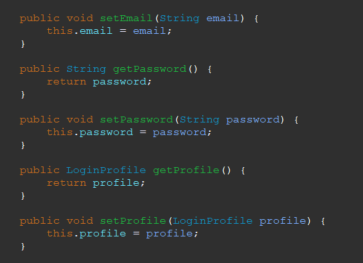 public void setEmail(String email) {
    this.email = email;
}
public String getPassword() {
    return password;
}
public void setPassword(String password) {
    this.password = password;
}
public LoginProfile getProfile() {
    return profile;
}
public void setProfile(LoginProfile profile) {
    this.profile = profile;
}